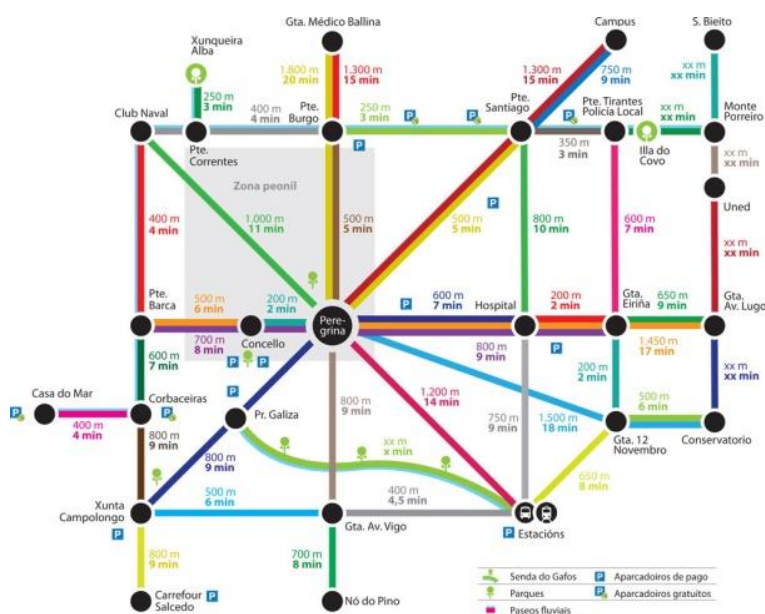 Gta. Médico Ballina
Campus
S. Bieito
Xunqueira
Alba
1.800 m
20 min
1.300 m
15 min
1.300 m
15 min
750 m
9 min
xx m
xx min
250 m
3 min
Club Naval
400 m
4 min
Pte.
Burgo
250 m
3 min
Pte.
Santiago
Pte. Tirantes
Policía Local
xx m
xx min
Monte
Porreiro
Pte.
Correntes
350 m
3 min
Illa do
Covo
xx m
xx min
Zona peonil
Uned
400 m
4 min
1.000 m
11 min
500 m
5 min
500 m
5 min
800 m
10 min
600 m
7 min
xx m
xx min
Pte.
Barca
500 m
6 min
200 m
2 min
Pere-
grina
600 m
7 min
Hospital
200 m
2 min
Gta.
Eiriña
650 m
9 min
Gta.
Av. Lugo
700 m
8 min
Concello
800 m
9 min
1.450 m
17 min
600 m
7 min
200 m
2 min
xx m
xx min
Casa do Mar
Corbaceiras
800 m
9 min
1.200 m
14 min
400 m
4 min
Pr. Galiza
750 m
9 min
1.500 m
18 min
500 m
6 min
800 m
9 min
xx m
x min
Gta. 12
Novembro
Conservatorio
800 m
9 min
650 m
8 min
Xunta
Campolongo
500 m
6 min
400 m
4,5 min
Gta. Av. Vigo
Estacións
800 m
9 min
700 m
8 min
Carrefour
Salcedo
Nó do Pino
Senda do Gafos
Aparcadoiros de pago
Parques
Aparcadoiros gratuítos
Paseos fluviais